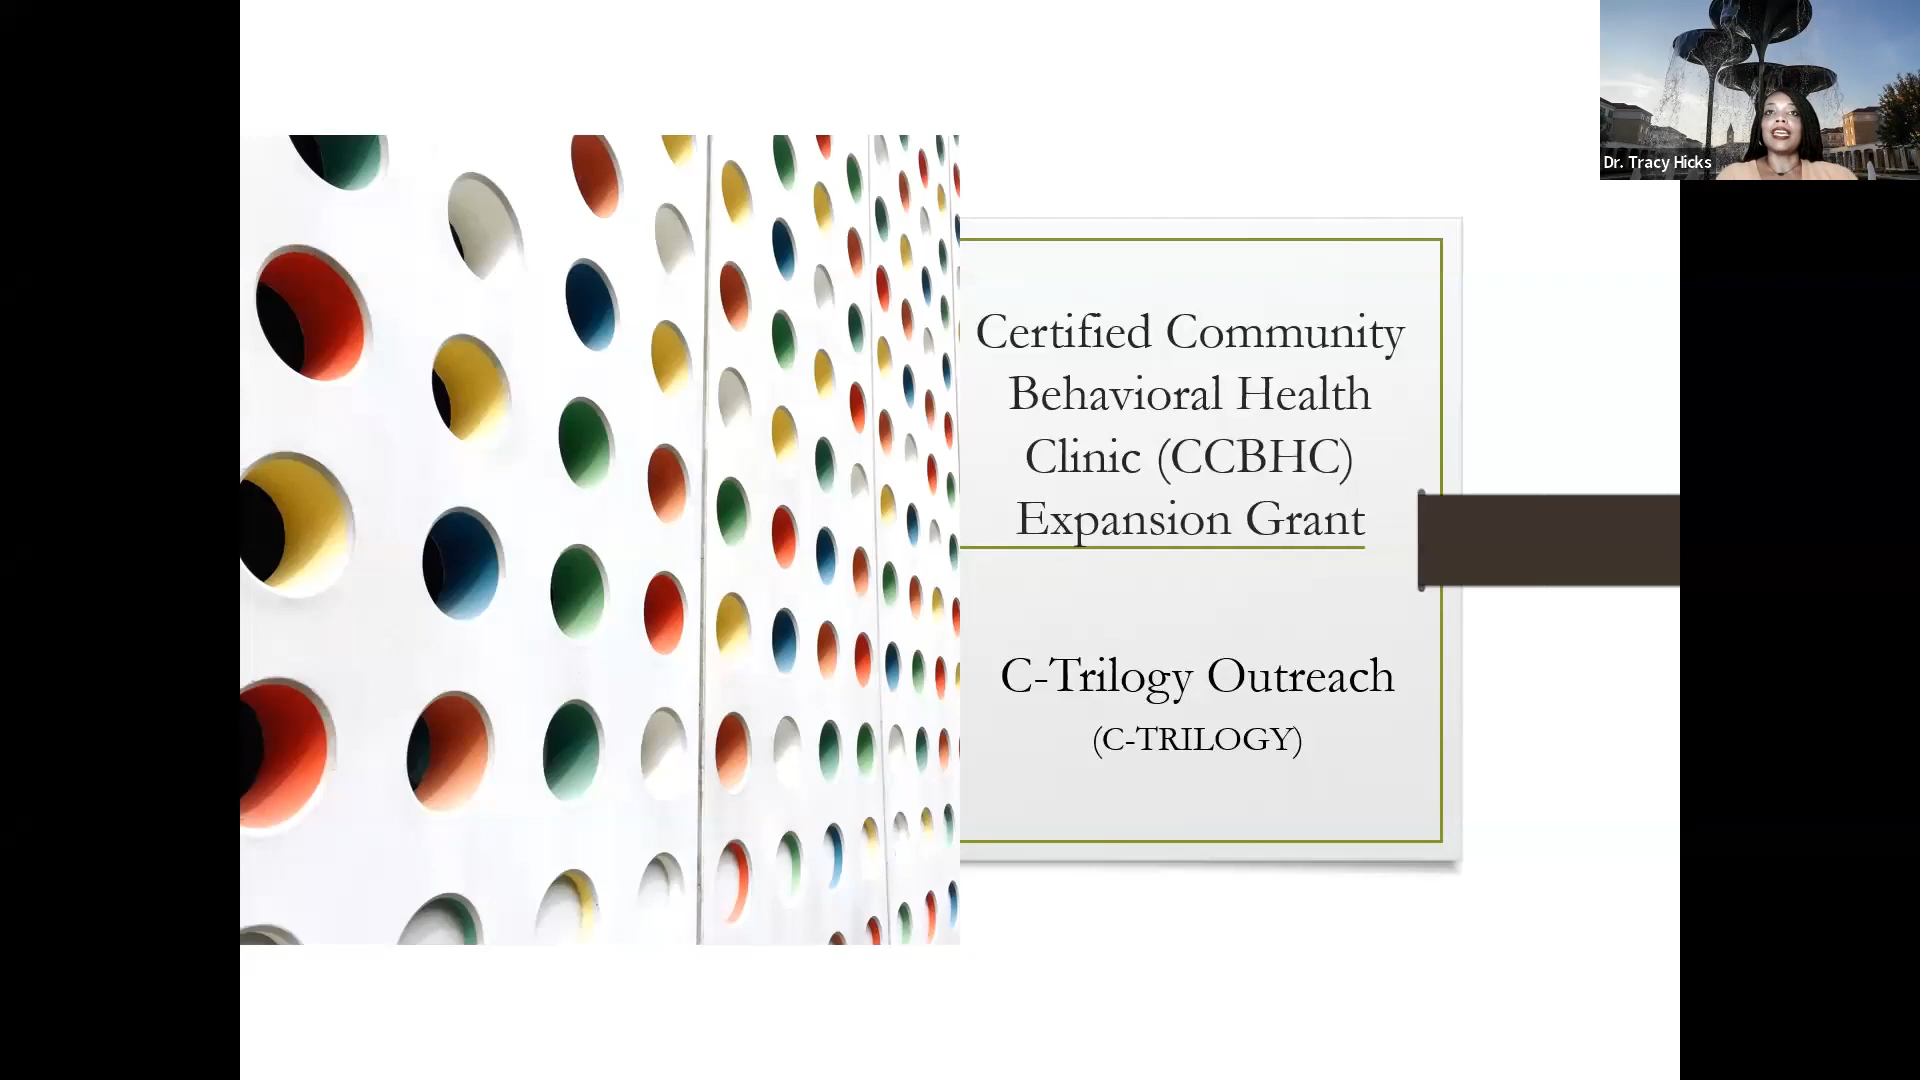 Dr. Tracy Hicks
Certified Community
Behavioral Health
Clinic (CCBHC)
Expansion Grant
C-Trilogy Outreach
(C-TRILOGY)